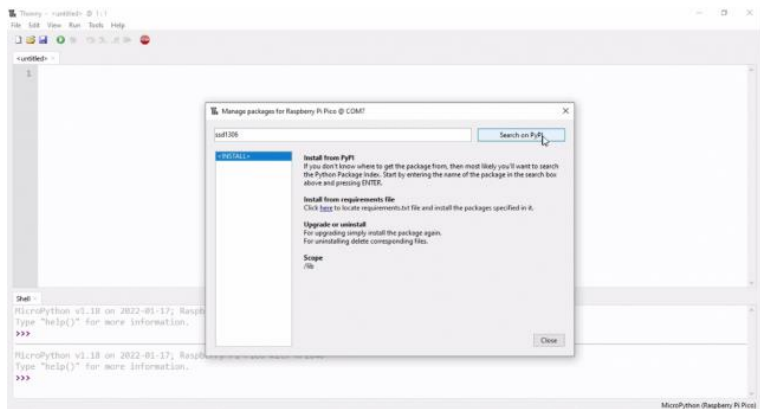 Thonny - <untitled> @ 1:1
File Edit View Run Tools Help
<untitled>
1
Manage packages for Raspberry Pi Pico @ COM7
ssd1306
Search on PyPI
<INSTALL>
Install from PyPI
If you don't know where to get the package from, then most likely you'll want to search
the Python Package Index. Start by entering the name of the package in the search box
above and pressing ENTER.
Install from requirements file
Click here to locate requirements.txt file and install the packages specified in it.
Upgrade or uninstall
For upgrading simply install the package again.
For uninstalling delete corresponding files.
Scope
/lib
Close
Shell
MicroPython v1.18 on 2022-01-17; Raspb
Type "help()" for more information.
>>>
MicroPython v1.18 on 2022-01-17; Raspb
Type "help()" for more information.
>>>
MicroPython (Raspberry Pi Pico)